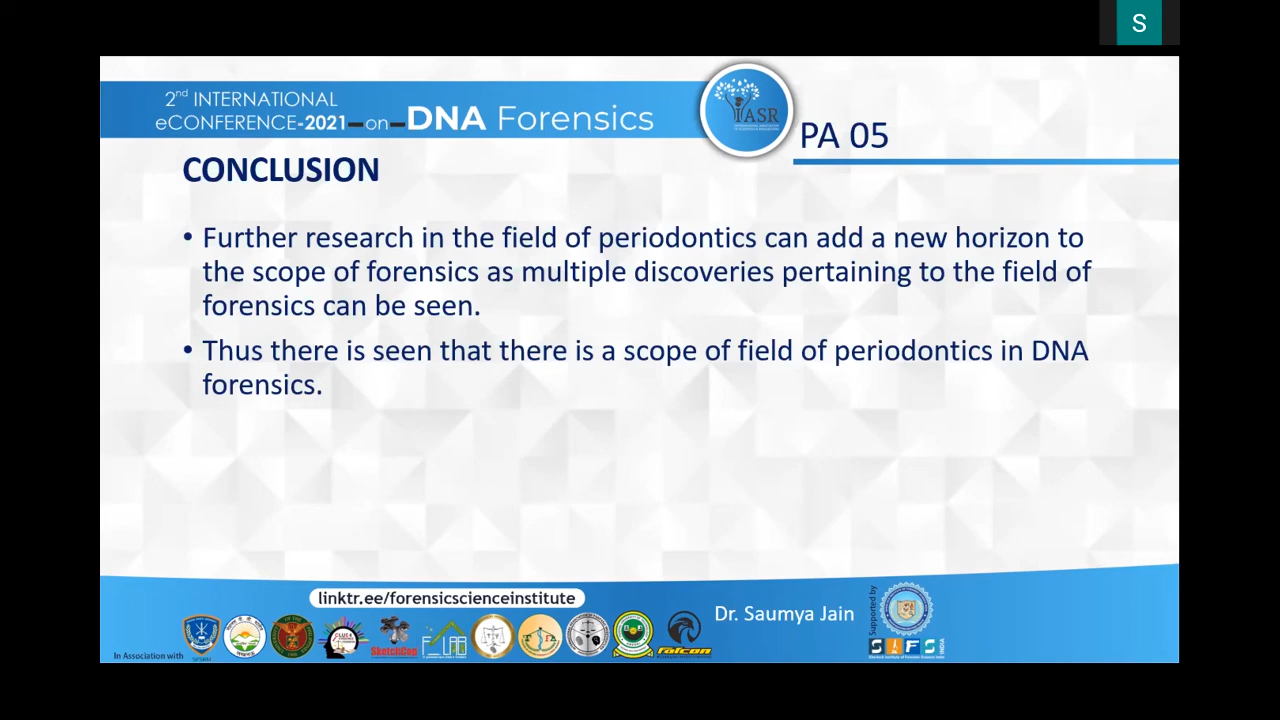 S
2nd INTERNATIONAL
eCONFERENCE-2021-on-DNA Forensics
IASR
PA 05
CONCLUSION
• Further research in the field of periodontics can add a new horizon to
the scope of forensics as multiple discoveries pertaining to the field of
forensics can be seen.
• Thus there is seen that there is a scope of field of periodontics in DNA
forensics.
linktr.ee/forensicscienceinstitute
Dr. Saumya Jain
Supported by
In Association with
SketchCop
falcon
SIFS
INDIA